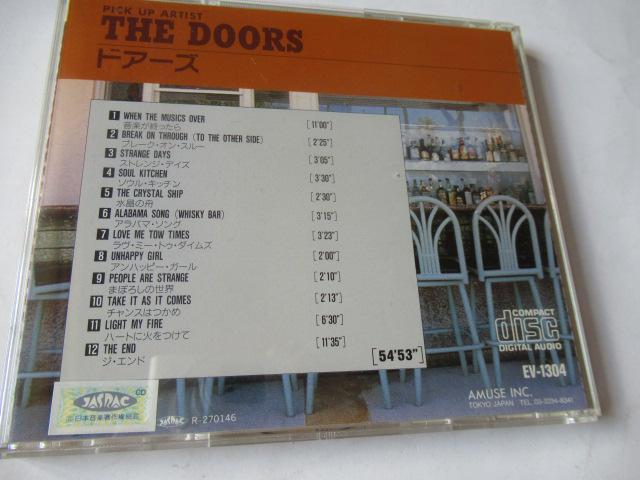 PICK UP ARTIST
THE DOORS
ドアーズ
1 WHEN THE MUSICS OVER [11'00"]
音楽が終ったら
2 BREAK ON THROUGH (TO THE OTHER SIDE) [2'25"]
ブレーク・オン・スルー
3 STRANGE DAYS [3'05"]
ストレンジ・デイズ
4 SOUL KITCHEN [3'30"]
ソウル・キッチン
5 THE CRYSTAL SHIP [2'30"]
水晶の舟
6 ALABAMA SONG (WHISKY BAR) [3'15"]
アラバマ・ソング
7 LOVE ME TOW TIMES [3'23"]
ラヴ・ミー・トゥ・タイムズ
8 UNHAPPY GIRL [2'00"]
アンハッピー・ガール
9 PEOPLE ARE STRANGE [2'10"]
まぼろしの世界
10 TAKE IT AS IT COMES [2'13"]
チャンスはつかめ
11 LIGHT MY FIRE [6'30"]
ハートに火をつけて
12 THE END [11'35"]
ジ・エンド
[54'53"]
COMPACT
disc
DIGITAL AUDIO
EV-1304
AMUSE INC.
TOKYO JAPAN TEL. 03-3294-8341
CD
JASRAC
JASRAC R-270146